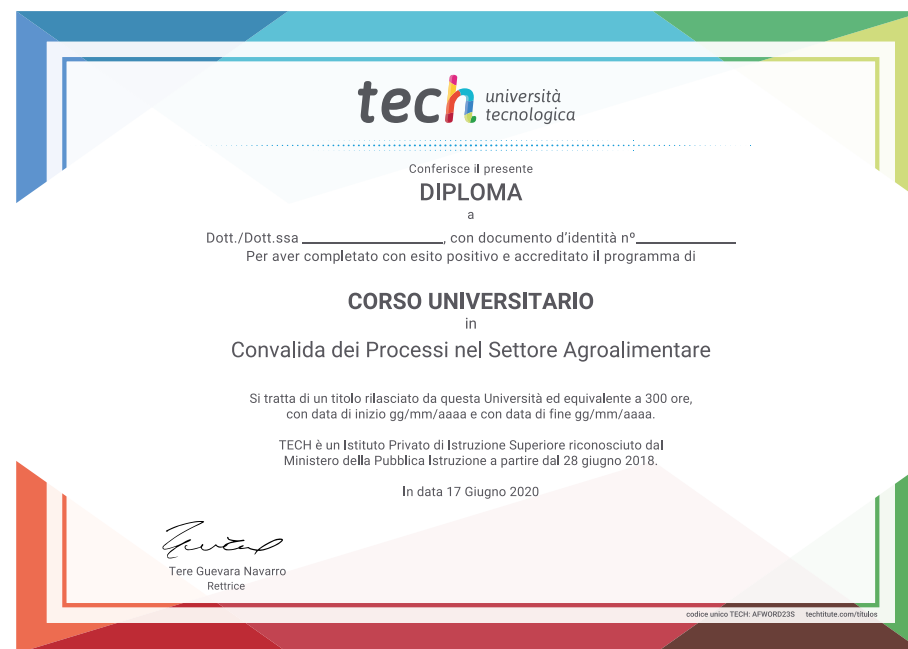 tech università
tecnologica
Conferisce il presente
DIPLOMA
a
Dott./Dott.ssa ____________________, con documento d'identità nº______________
Per aver completato con esito positivo e accreditato il programma di
CORSO UNIVERSITARIO
in
Convalida dei Processi nel Settore Agroalimentare
Si tratta di un titolo rilasciato da questa Università ed equivalente a 300 ore,
con data di inizio gg/mm/aaaa e con data di fine gg/mm/aaaa.
TECH è un Istituto Privato di Istruzione Superiore riconosciuto dal
Ministero della Pubblica Istruzione a partire dal 28 giugno 2018.
In data 17 Giugno 2020
Tere Guevara Navarro
Rettrice
codice unico TECH: AFWORD23S techtitute.com/titulos